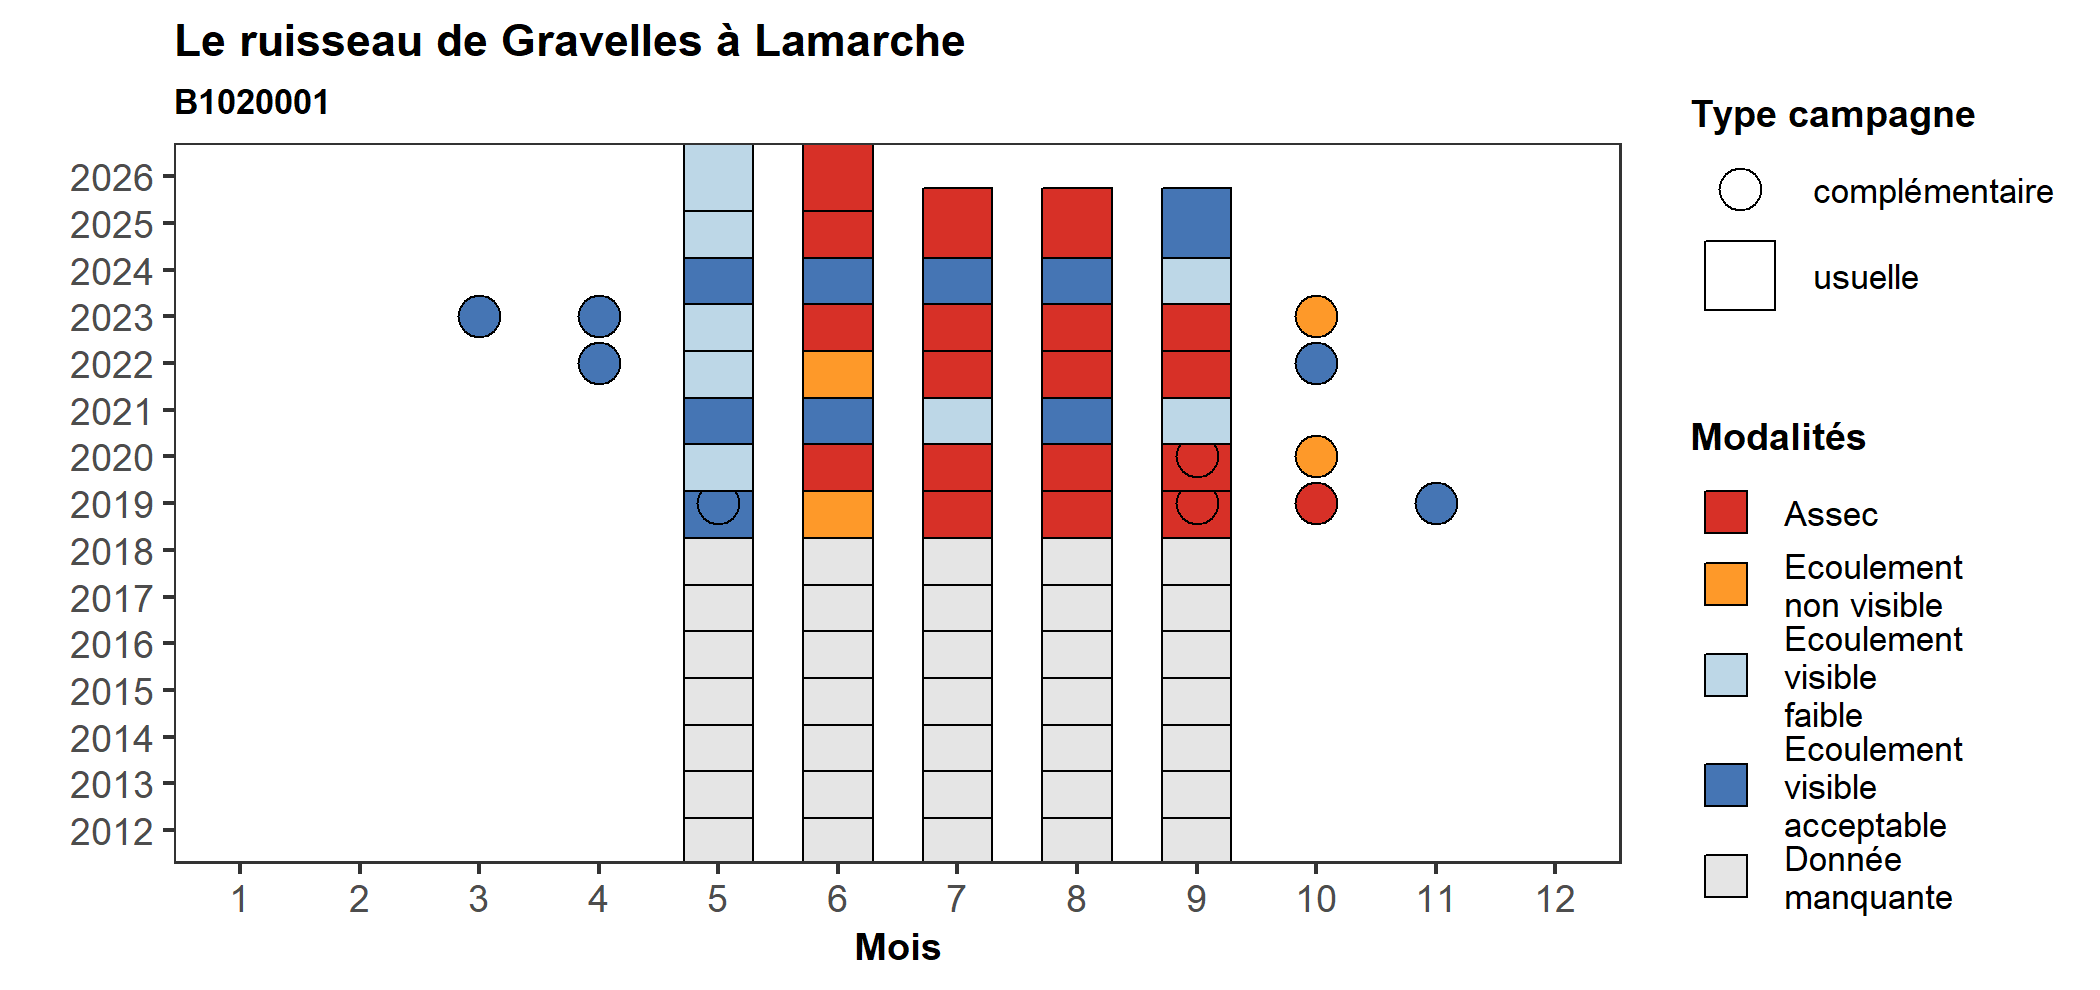 Le ruisseau de Gravelles à Lamarche
B1020001
2026
2025
2024
2023
2022
2021
2020
2019
2018
2017
2016
2015
2014
2013
2012
1 2 3 4 5 6 7 8 9 10 11 12
Mois
Type campagne
complémentaire
usuelle
Modalités
Assec
Ecoulement
non visible
Ecoulement
visible
faible
Ecoulement
visible
acceptable
Donnée
manquante